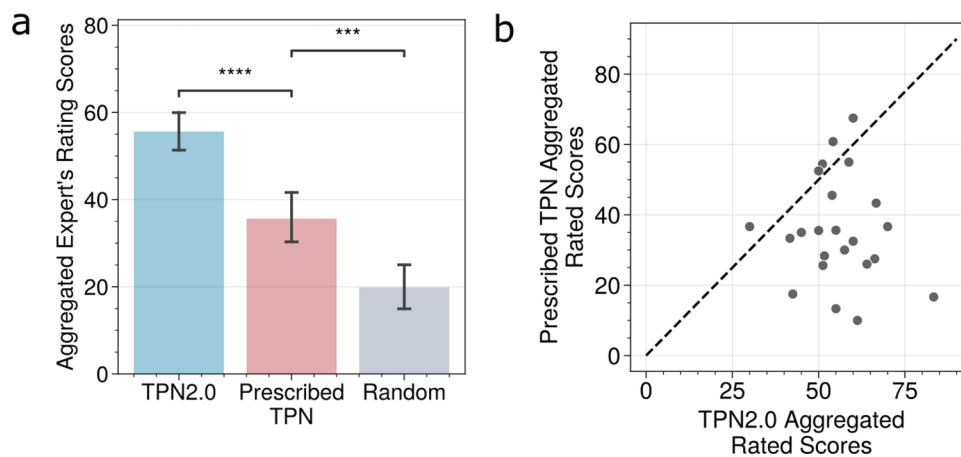 a
Aggregated Expert's Rating Scores
80
60
40
20
0
****
***
TPN2.0
Prescribed
TPN
Random
b
Prescribed TPN Aggregated
Rated Scores
80
60
40
20
0
0
25
50
75
TPN2.0 Aggregated
Rated Scores